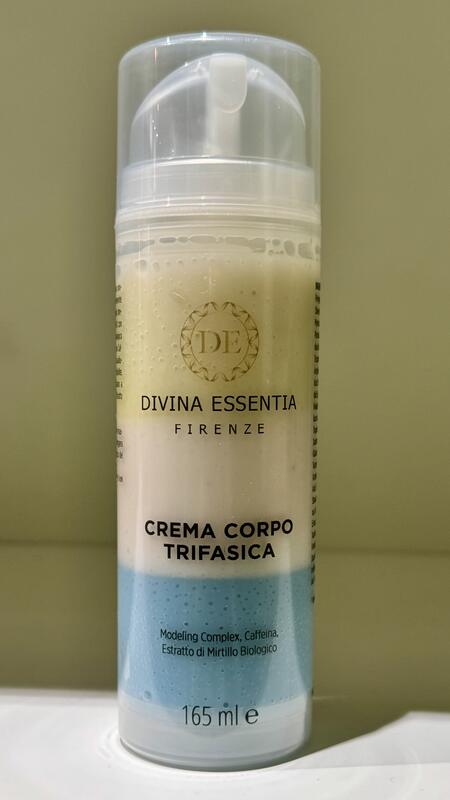 DE
DIVINA ESSENTIA
FIRENZE
CREMA CORPO
TRIFASICA
Modeling Complex, Caffeina,
Estratto di Mirtillo Biologico
165 ml e